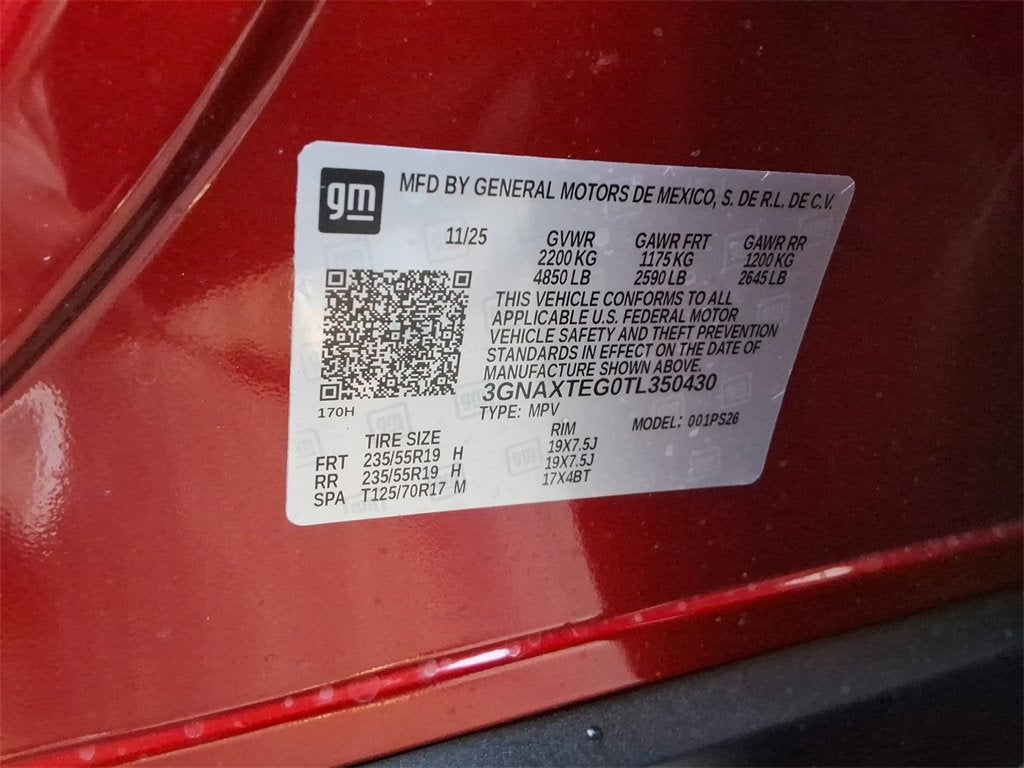 gm MFD BY GENERAL MOTORS DE MEXICO, S. DE R.L. DE C.V.
11/25 GVWR GAWR FRT GAWR RR
2200 KG 1175 KG 1200 KG
4850 LB 2590 LB 2645 LB
THIS VEHICLE CONFORMS TO ALL
APPLICABLE U.S. FEDERAL MOTOR
VEHICLE SAFETY AND THEFT PREVENTION
STANDARDS IN EFFECT ON THE DATE OF
MANUFACTURE SHOWN ABOVE.
3GNAXTEG0TL350430
170H TYPE: MPV MODEL: 001PS26
TIRE SIZE RIM
FRT 235/55R19 H 19X7.5J
RR 235/55R19 H 19X7.5J
SPA T125/70R17 M 17X4BT